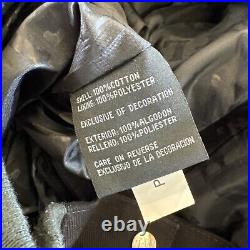 SHELL:100%COTTON
LINING:100%POLYESTER
EXCLUSIVE OF DECORATION
EXTERIOR:100%ALGODON
RELLENO:100%POLIESTER
CARE ON REVERSE
EXCLUSIVO DE LA DECORACION
P